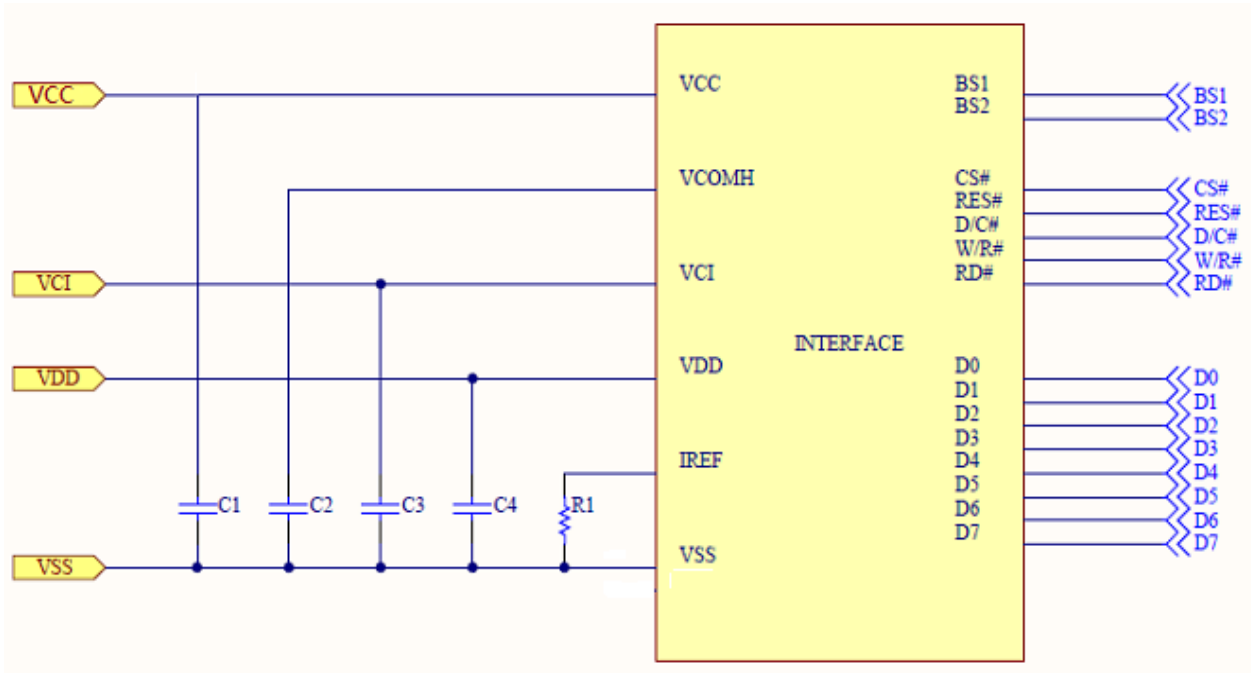 VCC
VCI
VDD
VSS
C1
C2
C3
C4
R1
VCC
VCOMH
VCI
VDD
IREF
VSS
INTERFACE
BS1
BS2
CS#
RES#
D/C#
W/R#
RD#
D0
D1
D2
D3
D4
D5
D6
D7
BS1
BS2
CS#
RES#
D/C#
W/R#
RD#
D0
D1
D2
D3
D4
D5
D6
D7